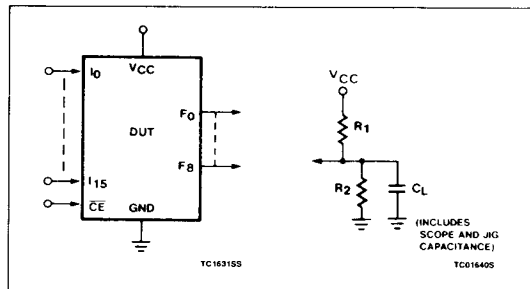 VCC
I0
F0
DUT
F8
I15
CE GND
TC1631SS
VCC
R1
R2
CL
(INCLUDES
SCOPE AND JIG
CAPACITANCE)
TC01640S